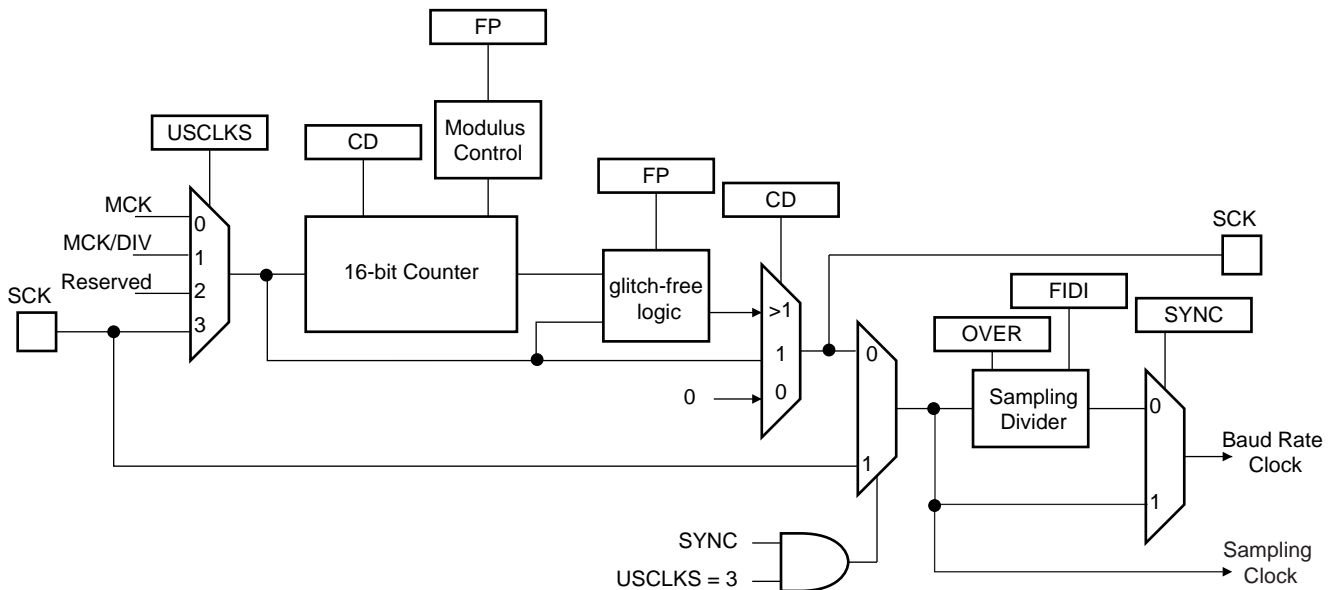 FP
USCLKS
CD
Modulus
Control
FP
CD
MCK
0
MCK/DIV
1
Reserved
2
SCK
3
16-bit Counter
glitch-free
logic
>1
1
0
0
SCK
FIDI
OVER
SYNC
0
1
Sampling
Divider
0
1
Baud Rate
Clock
SYNC
USCLKS = 3
Sampling
Clock